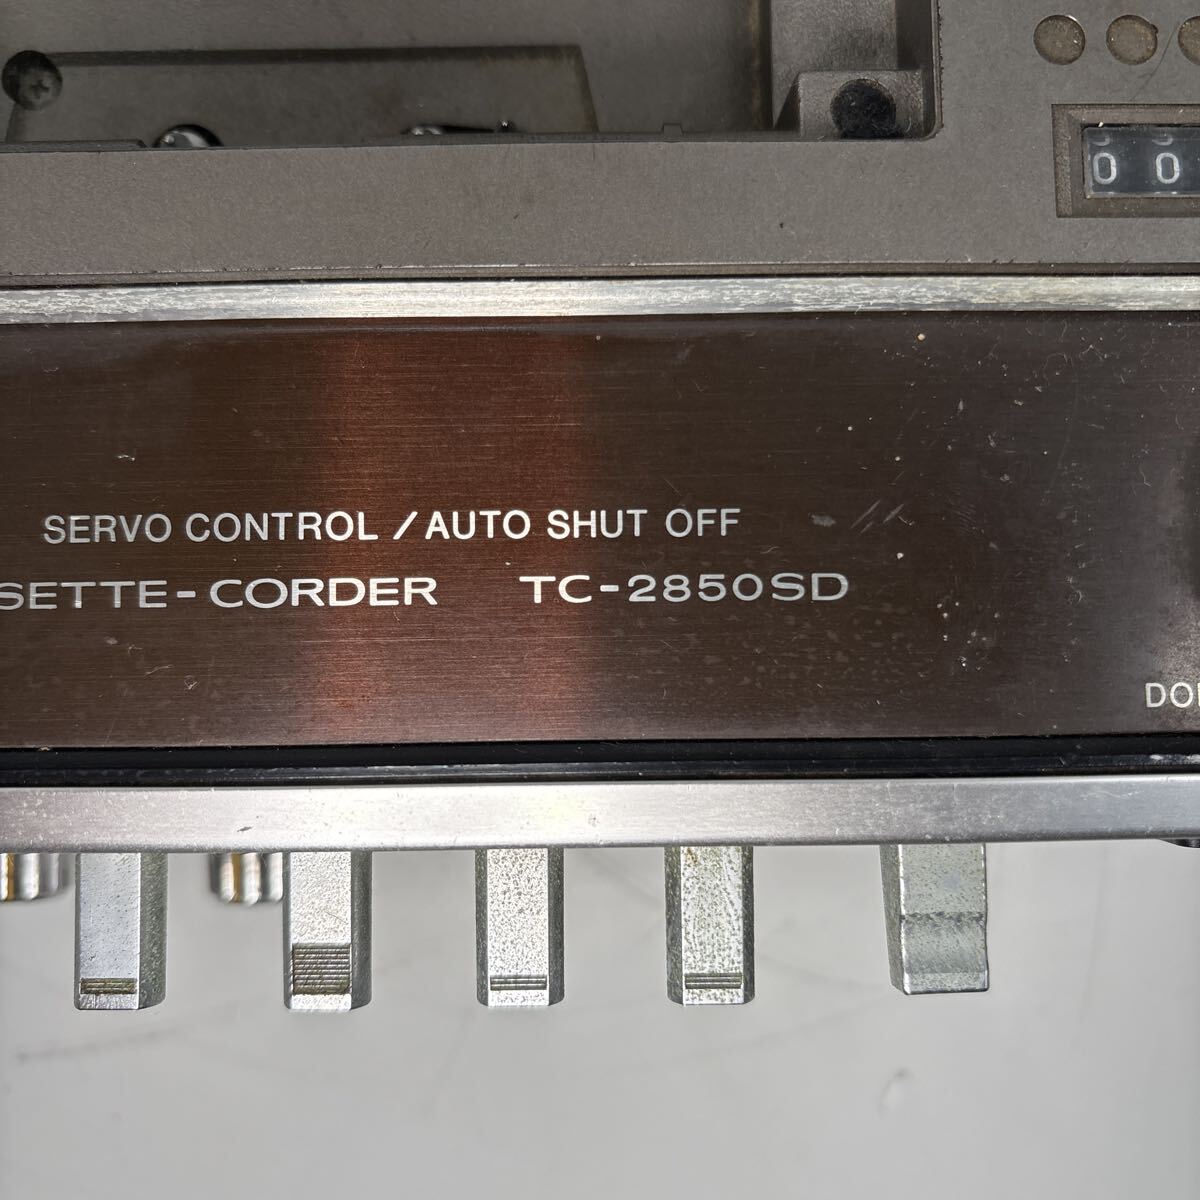 0 0
SERVO CONTROL / AUTO SHUT OFF
SETTE-CORDER TC-2850SD
DO